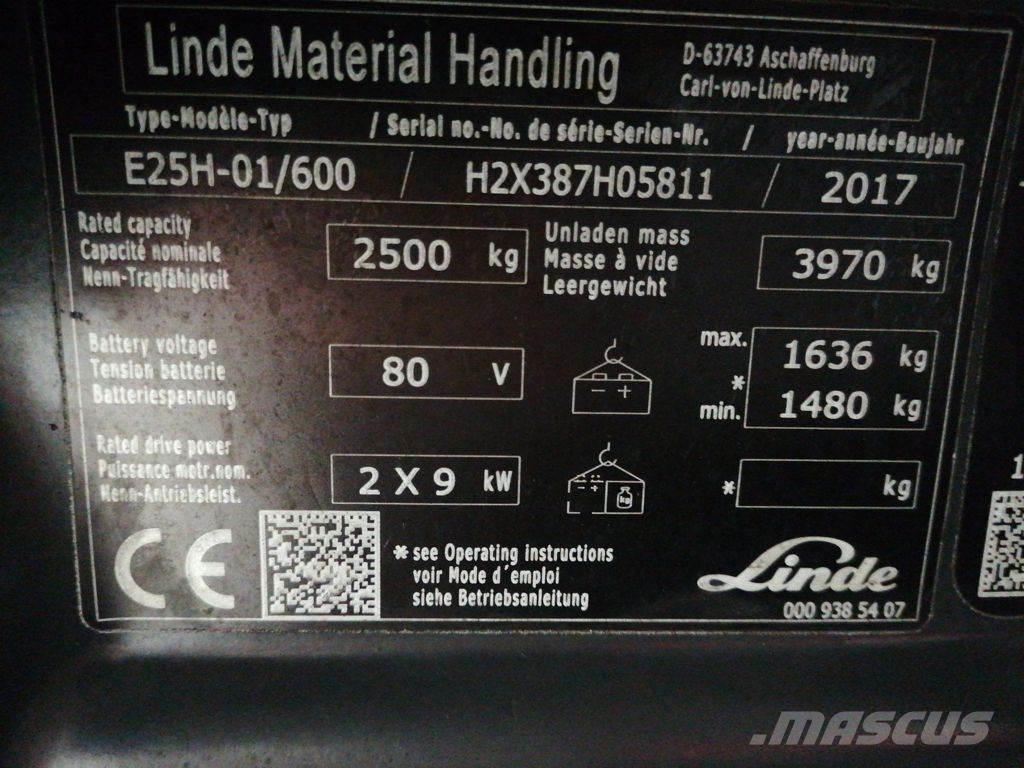 Linde Material Handling
D-63743 Aschaffenburg
Carl-von-Linde-Platz
Type-Modèle-Typ / Serial no.-No. de série-Serien-Nr. / year-année-Baujahr
E25H-01/600 / H2X387H05811 / 2017
Rated capacity
Capacité nominale
Nenn-Tragfähigkeit
2500 kg
Unladen mass
Masse à vide
Leergewicht
3970 kg
Battery voltage
Tension batterie
Batteriespannung
80 V
max.
1636 kg
*
min.
1480 kg
Rated drive power
Puissance motr.nom.
Nenn-Antriebsleist.
2 X 9 kW
- +
- +
kg
* kg
CE
* see Operating instructions
voir Mode d'emploi
siehe Betriebsanleitung
Linde
000 938 54 07
1
.MASCUS